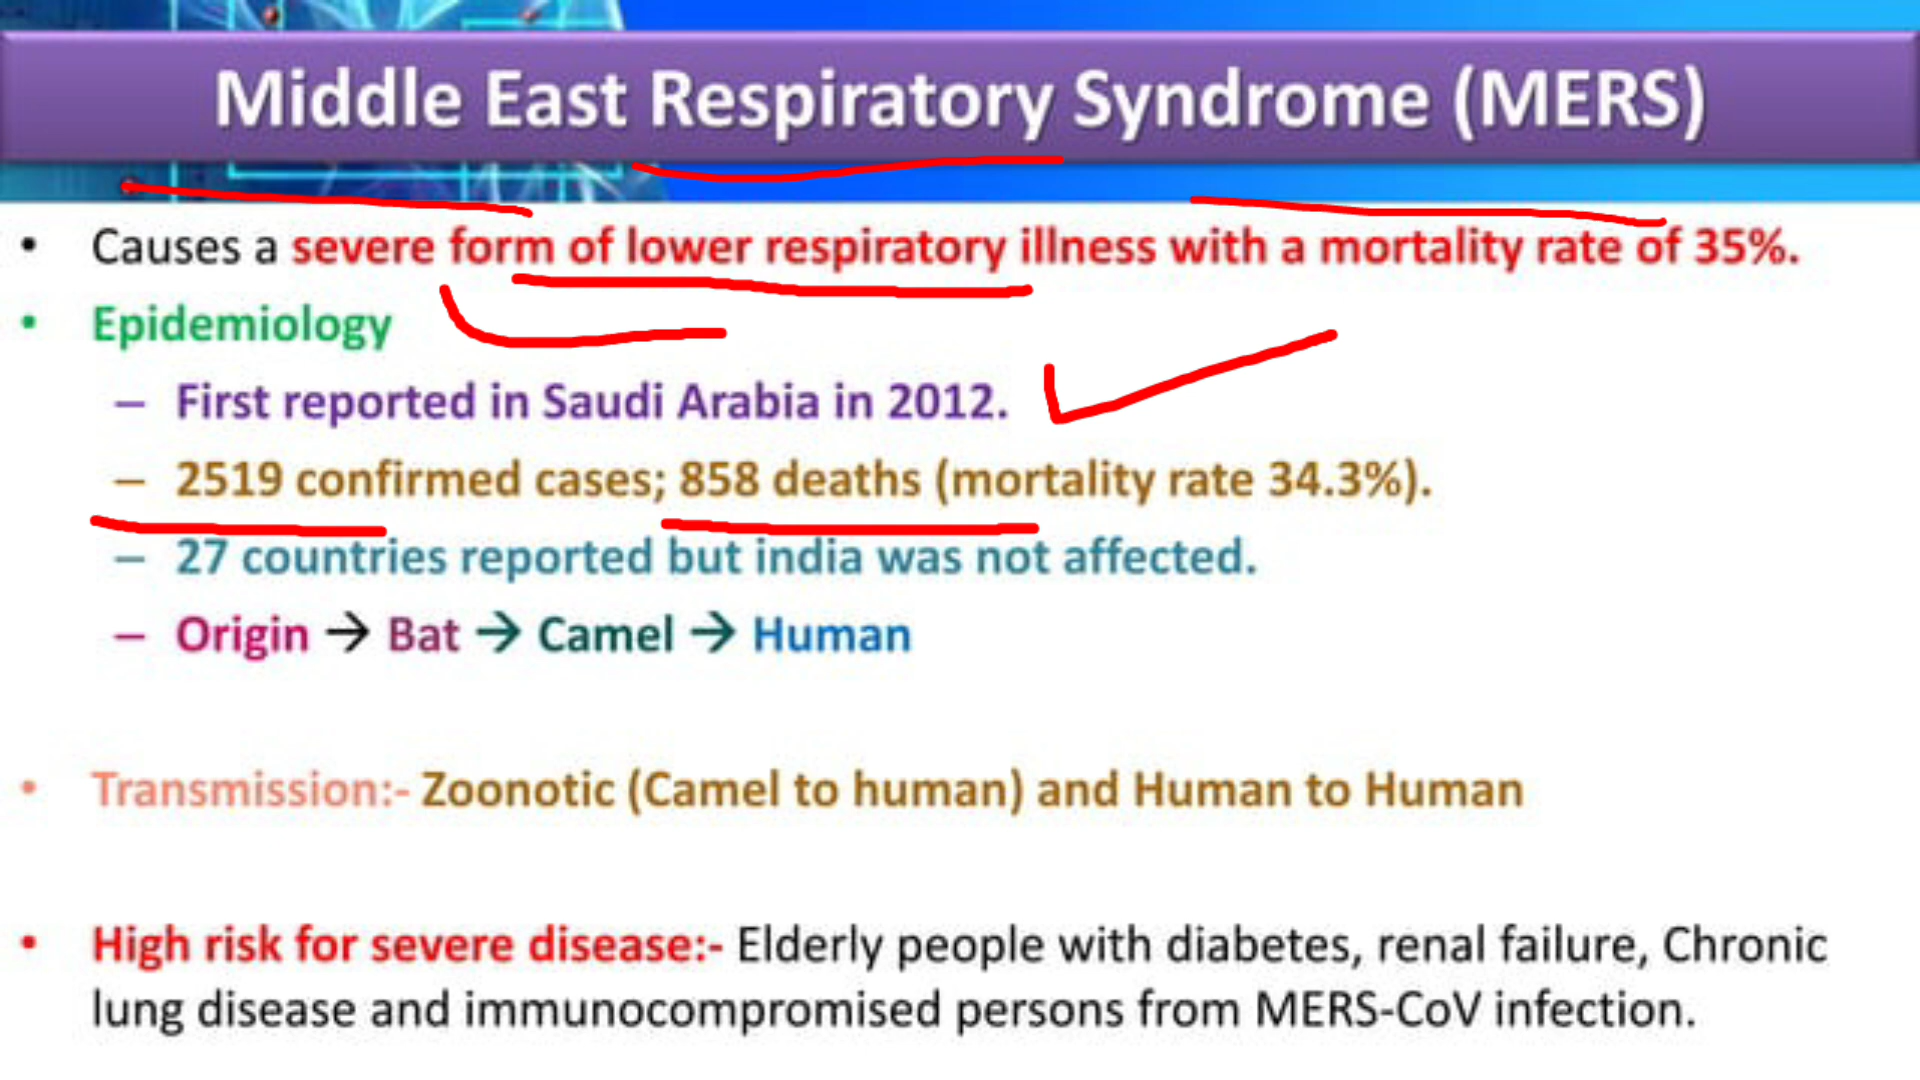 Middle East Respiratory Syndrome (MERS)
• Causes a severe form of lower respiratory illness with a mortality rate of 35%.
• Epidemiology
– First reported in Saudi Arabia in 2012.
– 2519 confirmed cases; 858 deaths (mortality rate 34.3%).
– 27 countries reported but india was not affected.
– Origin → Bat → Camel → Human
• Transmission:- Zoonotic (Camel to human) and Human to Human
• High risk for severe disease:- Elderly people with diabetes, renal failure, Chronic
lung disease and immunocompromised persons from MERS-CoV infection.